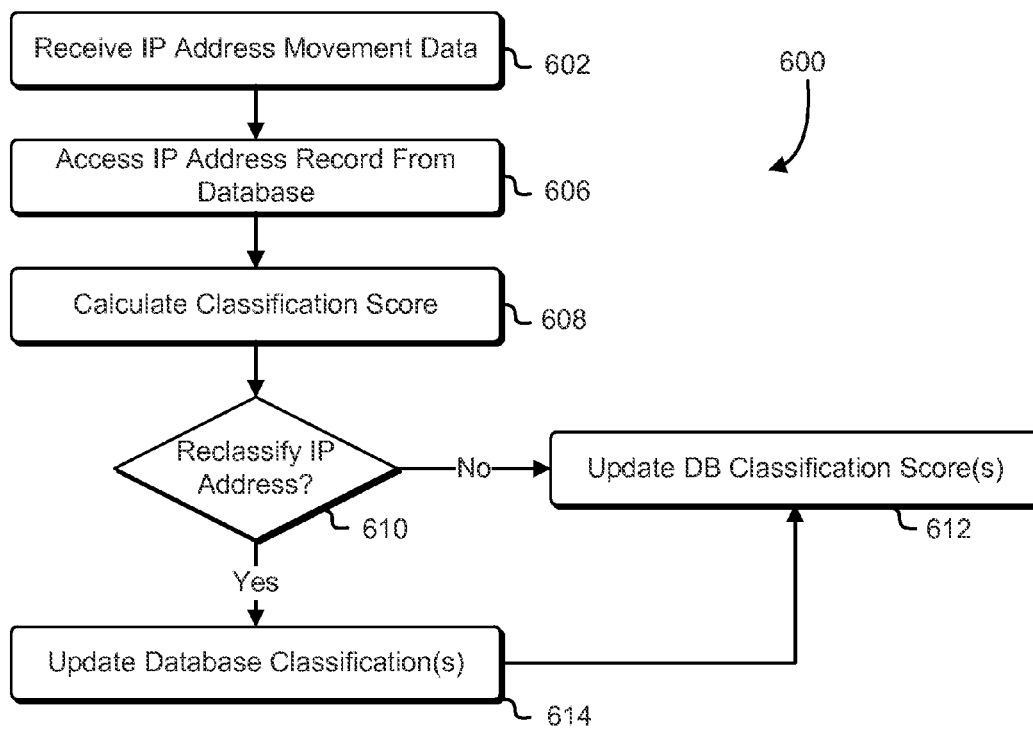 Receive IP Address Movement Data
602
600
Access IP Address Record From
Database
606
Calculate Classification Score
608
Reclassify IP
Address?
610
No
Update DB Classification Score(s)
612
Yes
Update Database Classification(s)
614